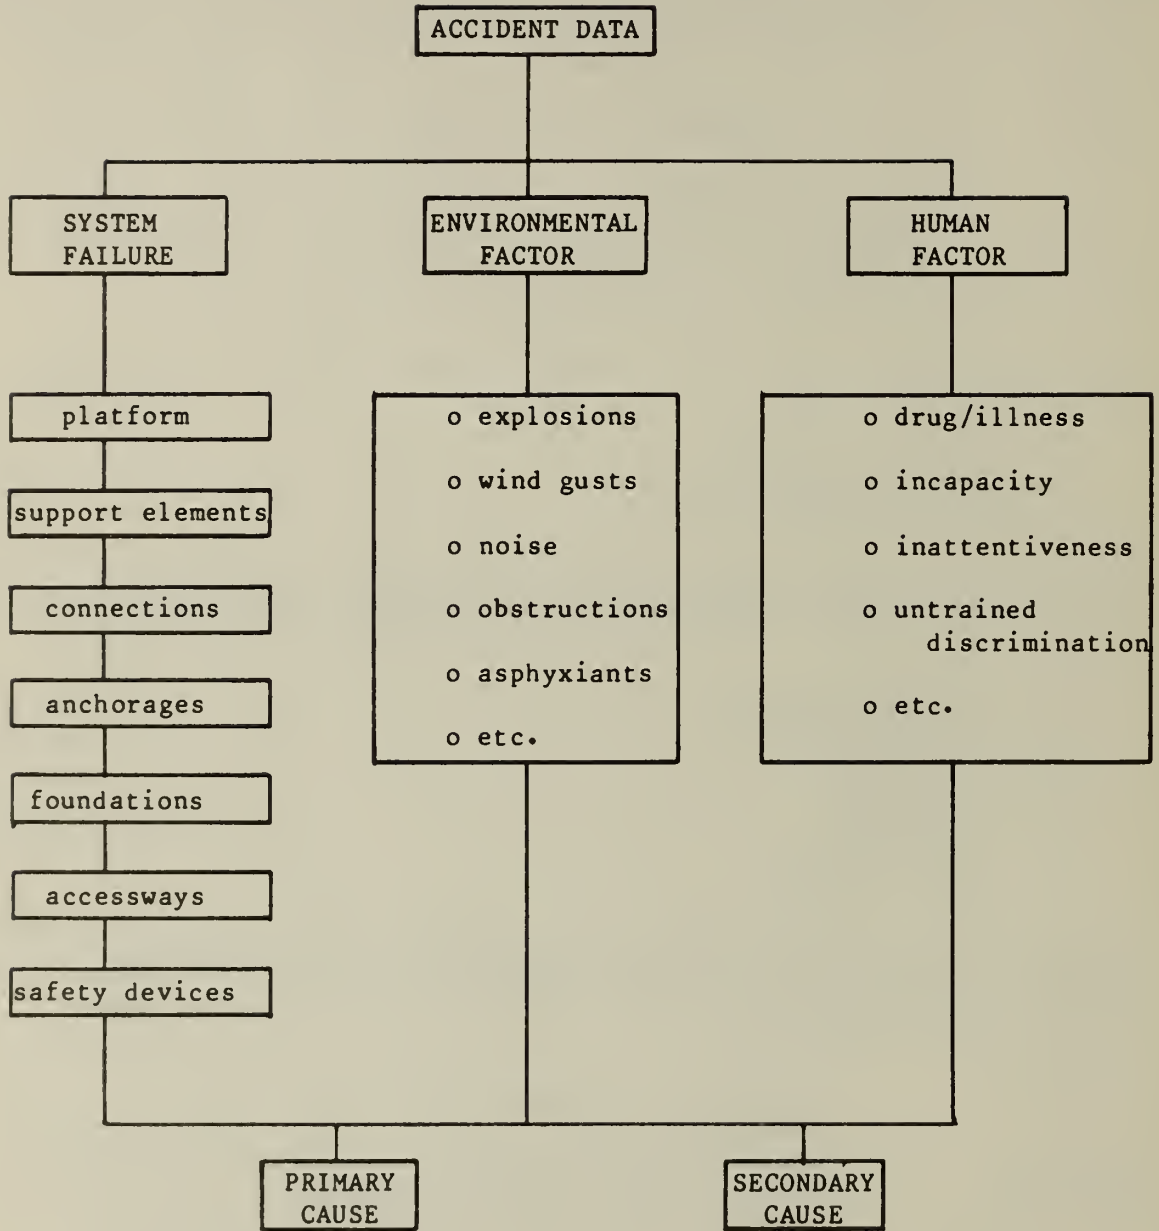 ACCIDENT DATA
SYSTEM
FAILURE
ENVIRONMENTAL
FACTOR
HUMAN
FACTOR
platform
support elements
connections
anchorages
foundations
accessways
safety devices
o explosions
o wind gusts
o noise
o obstructions
o asphyxiants
o etc.
o drug/illness
o incapacity
o inattentiveness
o untrained
discrimination
o etc.
PRIMARY
CAUSE
SECONDARY
CAUSE